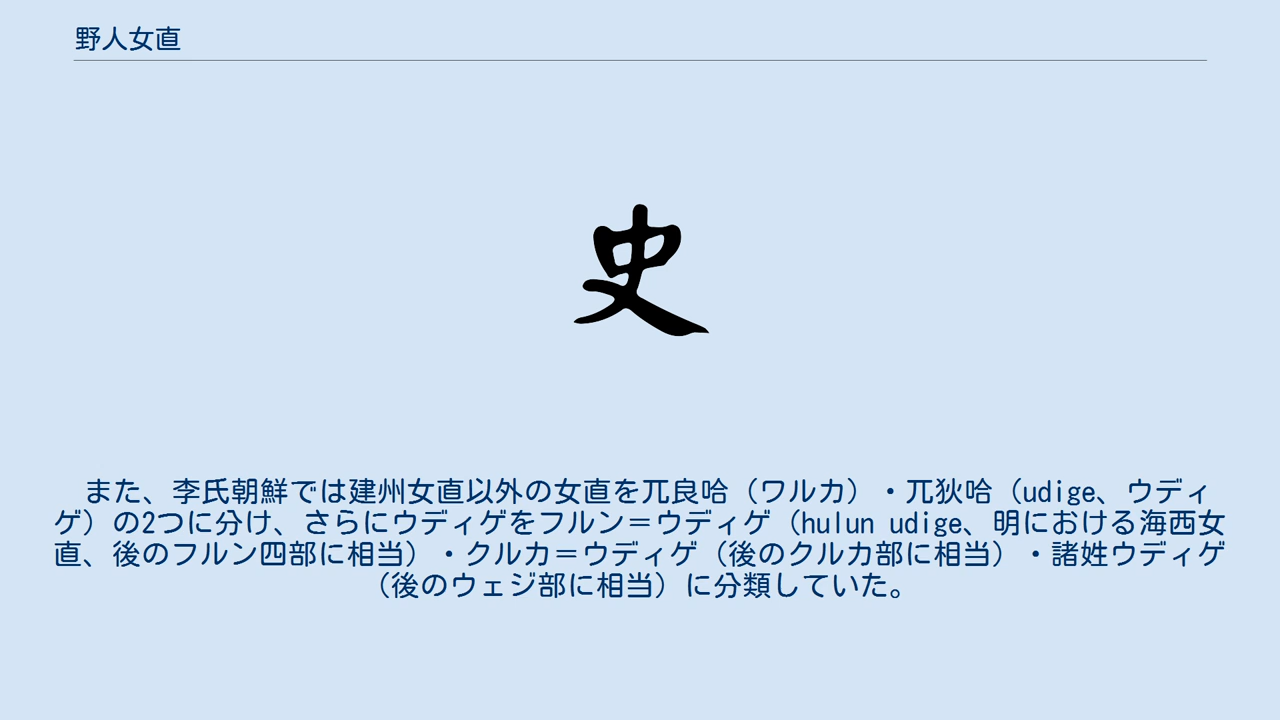 野人女直
史
また、李氏朝鮮では建州女直以外の女直を兀良哈（ワルカ）・兀狄哈（udige、ウディ
ゲ）の2つに分け、さらにウディゲをフルン＝ウディゲ（hulun udige、明における海西女
直、後のフルン四部に相当）・クルカ＝ウディゲ（後のクルカ部に相当）・諸姓ウディゲ
（後のウェジ部に相当）に分類していた。